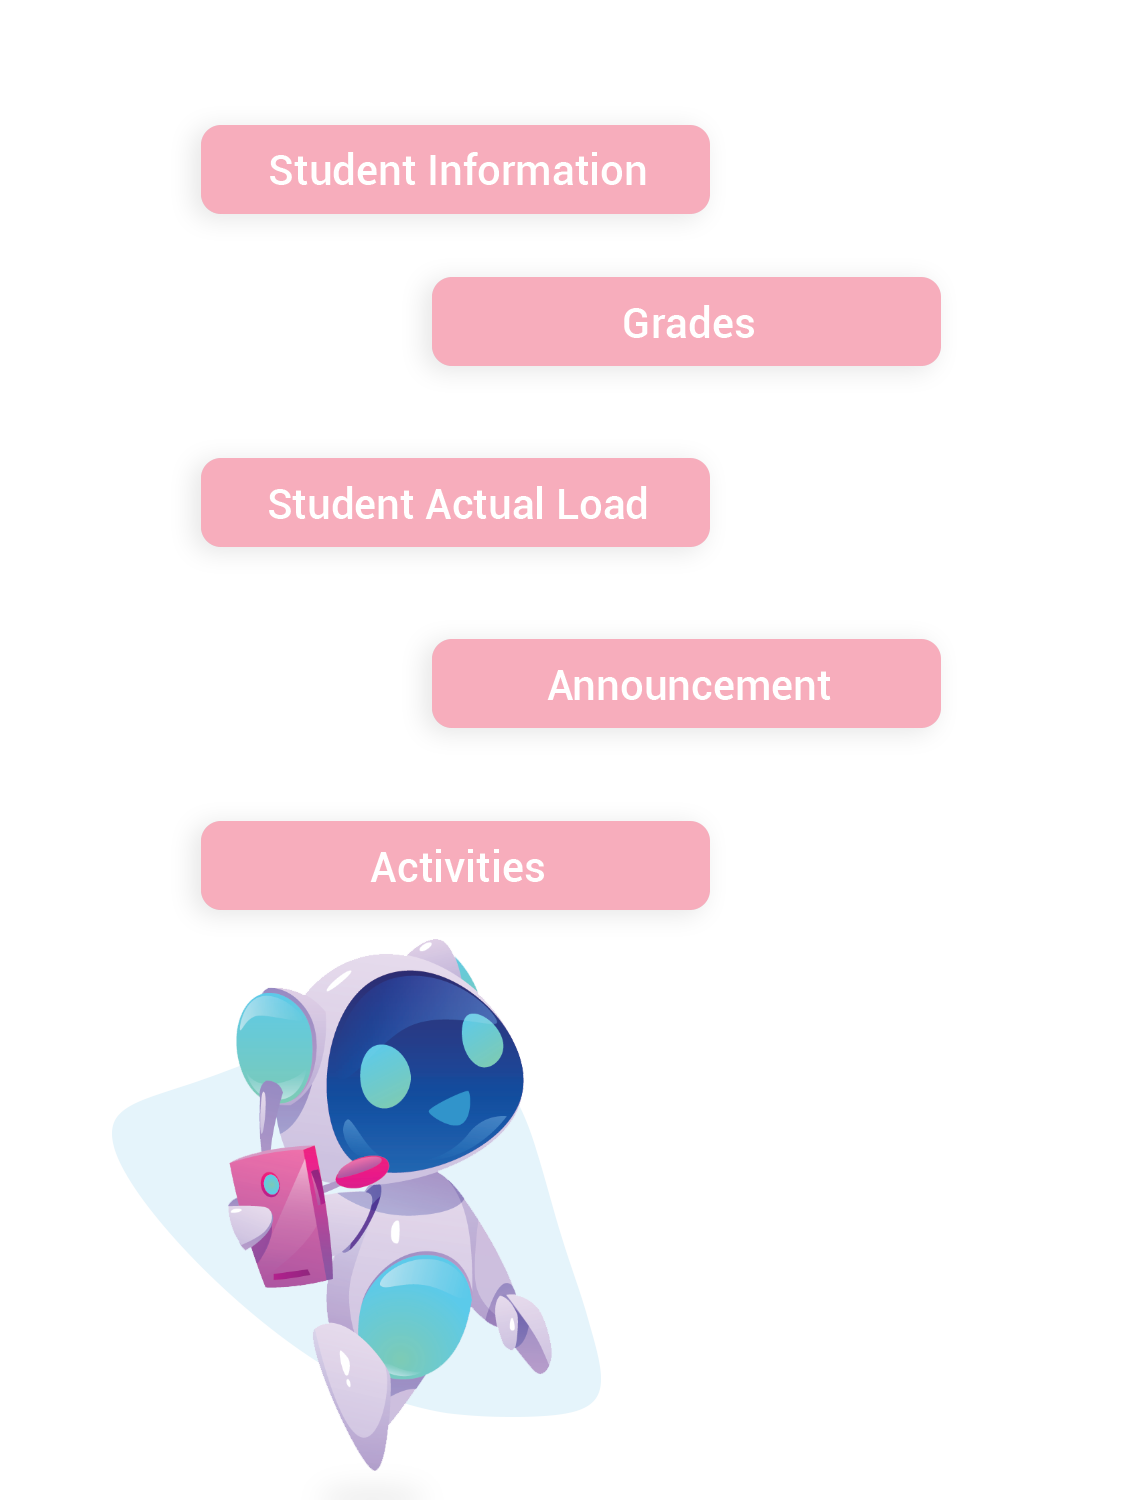 Student Information
Grades
Student Actual Load
Announcement
Activities